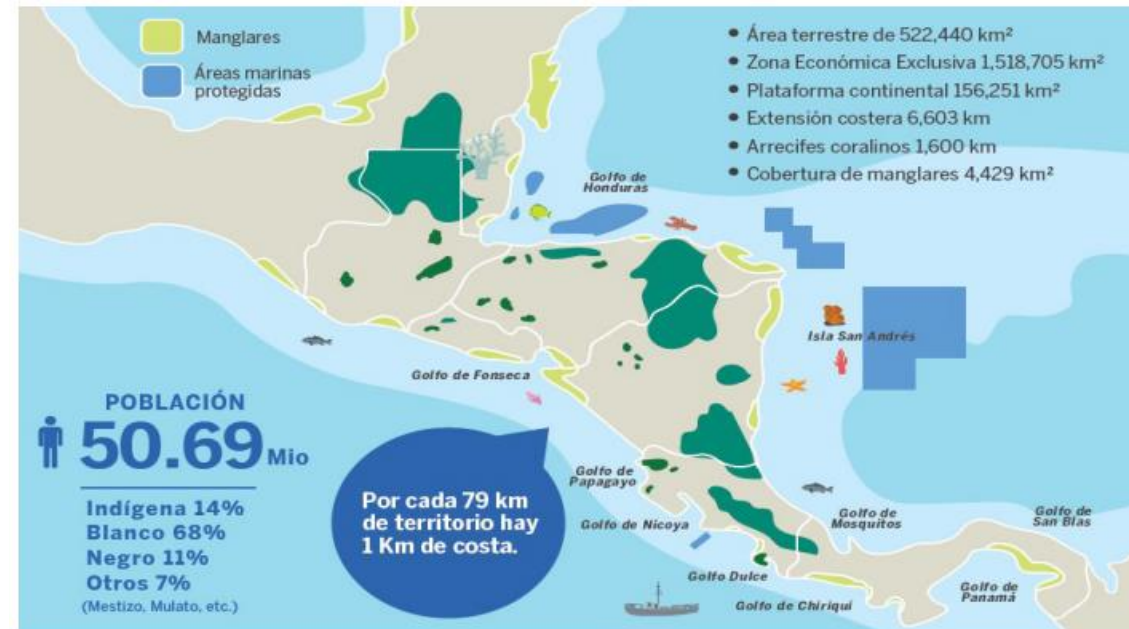 Manglares
Áreas marinas
protegidas
• Área terrestre de 522,440 km²
• Zona Económica Exclusiva 1,518,705 km²
• Plataforma continental 156,251 km²
• Extensión costera 6,603 km
• Arrecifes coralinos 1,600 km
• Cobertura de manglares 4,429 km²
Golfo de
Honduras
Isla San Andrés
Golfo de Fonseca
POBLACIÓN
50.69 Mio
Indígena 14%
Blanco 68%
Negro 11%
Otros 7%
(Mestizo, Mulato, etc.)
Por cada 79 km
de territorio hay
1 Km de costa.
Golfo de
Papagayo
Golfo de Nicoya
Golfo Dulce
Golfo de Chiriqui
Golfo de
Mosquitos
Golfo de
San Blas
Golfo de
Panamá